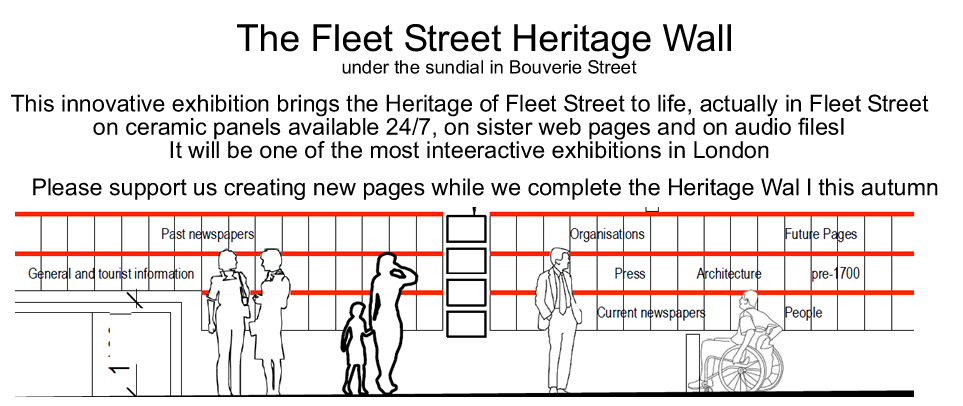 The Fleet Street Heritage Wall
under the sundial in Bouverie Street
This innovative exhibition brings the Heritage of Fleet Street to life, actually in Fleet Street
on ceramic panels available 24/7, on sister web pages and on audio filesI
It will be one of the most inteeractive exhibitions in London
Please support us creating new pages while we complete the Heritage Wal l this autumn
Past newspapers
Organisations
Future Pages
General and tourist information
Press
Architecture
pre-1700
Current newspapers
People